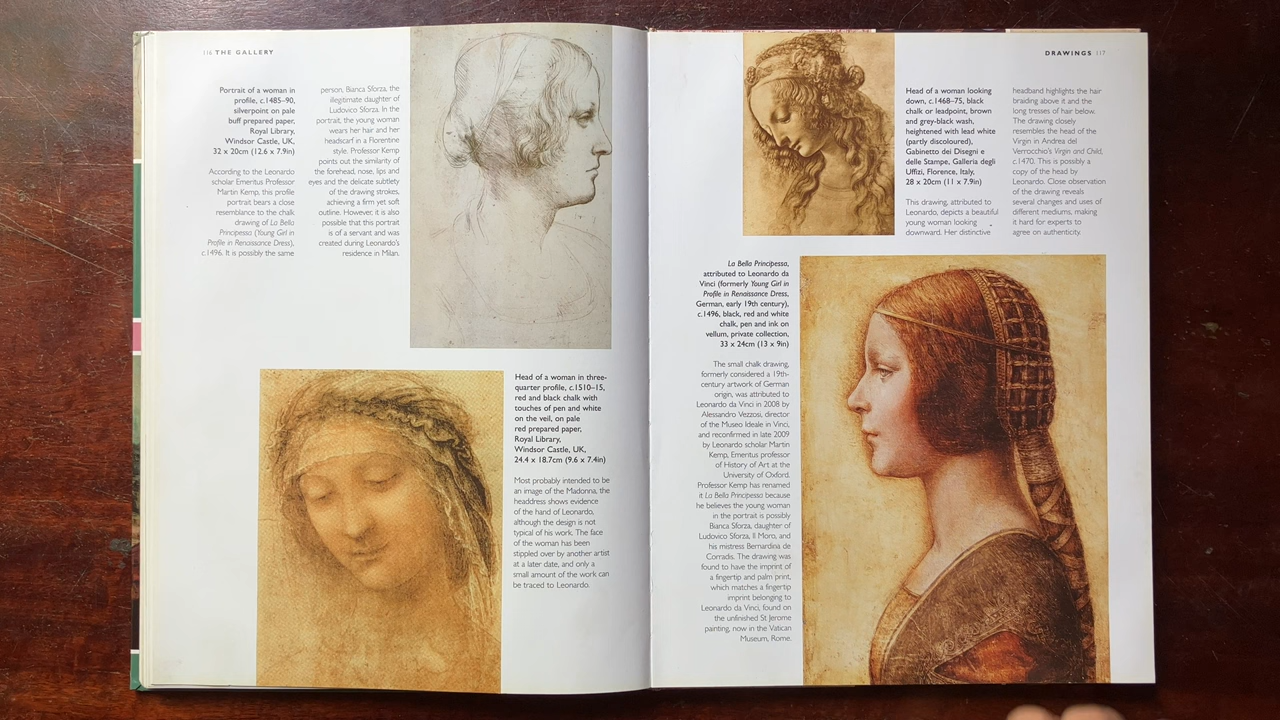 116 THE GALLERY
Portrait of a woman in
profile, c.1485–90,
silverpoint on pale
buff prepared paper,
Royal Library,
Windsor Castle, UK,
32 x 20cm (12.6 x 7.9in)
According to the Leonardo
scholar Emeritus Professor
Martin Kemp, this profile
portrait bears a close
resemblance to the chalk
drawing of La Bella
Principessa (Young Girl in
Profile in Renaissance Dress),
c.1496. It is possibly the same
person, Bianca Sforza, the
illegitimate daughter of
Ludovico Sforza. In the
portrait, the young woman
wears her hair and her
headscarf in a Florentine
style. Professor Kemp
points out the similarity of
the forehead, nose, lips and
eyes and the delicate subtlety
of the drawing strokes,
achieving a firm yet soft
outline. However, it is also
possible that this portrait
is of a servant and was
created during Leonardo's
residence in Milan.
Head of a woman in three-
quarter profile, c.1510–15,
red and black chalk with
touches of pen and white
on the veil, on pale
red prepared paper,
Royal Library,
Windsor Castle, UK,
24.4 x 18.7cm (9.6 x 7.4in)
Most probably intended to be
an image of the Madonna, the
headdress shows evidence
of the hand of Leonardo,
although the design is not
typical of his work. The face
of the woman has been
stippled over by another artist
at a later date, and only a
small amount of the work can
be traced to Leonardo.
DRAWINGS 117
Head of a woman looking
down, c.1468–75, black
chalk or leadpoint, brown
and grey-black wash,
heightened with lead white
(partly discoloured),
Gabinetto dei Disegni e
delle Stampe, Galleria degli
Uffizi, Florence, Italy,
28 x 20cm (11 x 7.9in)
This drawing, attributed to
Leonardo, depicts a beautiful
young woman looking
downward. Her distinctive
headband highlights the hair
braiding above it and the
long tresses of hair below.
The drawing closely
resembles the head of the
Virgin in Andrea del
Verrocchio's Virgin and Child,
c.1470. This is possibly a
copy of the head by
Leonardo. Close observation
of the drawing reveals
several changes and uses of
different mediums, making
it hard for experts to
agree on authenticity.
La Bella Principessa,
attributed to Leonardo da
Vinci (formerly Young Girl in
Profile in Renaissance Dress,
German, early 19th century),
c.1496, black, red and white
chalk, pen and ink on
vellum, private collection,
33 x 24cm (13 x 9in)
The small chalk drawing,
formerly considered a 19th-
century artwork of German
origin, was attributed to
Leonardo da Vinci in 2008 by
Alessandro Vezzosi, director
of the Museo Ideale in Vinci,
and reconfirmed in late 2009
by Leonardo scholar Martin
Kemp, Emeritus professor
of History of Art at the
University of Oxford.
Professor Kemp has renamed
it La Bella Principessa because
he believes the young woman
in the portrait is possibly
Bianca Sforza, daughter of
Ludovico Sforza, Il Moro, and
his mistress Bernardina de
Corradis. The drawing was
found to have the imprint of
a fingertip and palm print,
which matches a fingertip
imprint belonging to
Leonardo da Vinci, found on
the unfinished St Jerome
painting, now in the Vatican
Museum, Rome.